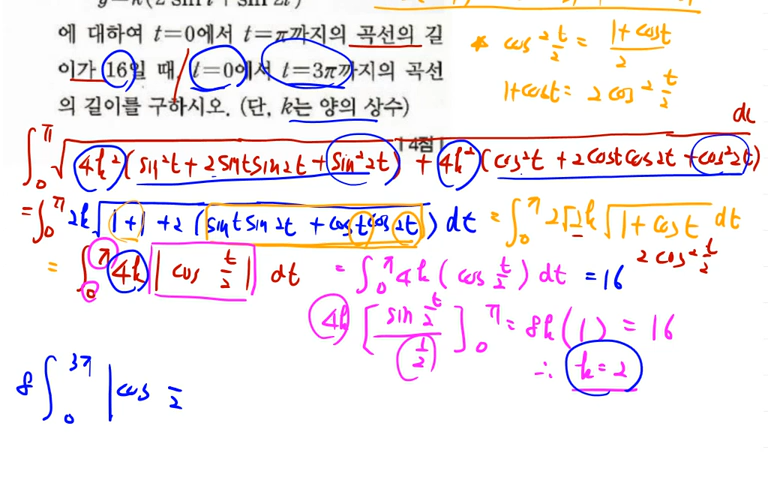 y=k(2 sin t + sin 2t)
에 대하여 t=0에서 t=π까지의 곡선의 길
이가 16일 때, t=0에서 t=3π까지의 곡선
의 길이를 구하시오. (단, k는 양의 상수)
14점
* cos² t/2 = (1+cost)/2
1+cost = 2cos² t/2
∫₀^π √(4k²(sin²t + 2sintsin2t + sin²2t) + 4k²(cos²t + 2costcos2t + cos²2t)) dt
= ∫₀^π 2k√(1+1+2(sintsin2t + costcos2t)) dt = ∫₀^π 2√2k√(1+cost) dt
2cos² t/2
= ∫₀^π 4k|cos t/2| dt = ∫₀^π 4k(cos t/2) dt = 16
4k[sin t/2 / (1/2)]₀^π = 8k(1) = 16
∴ k=2
8∫₀^3π |cos /2